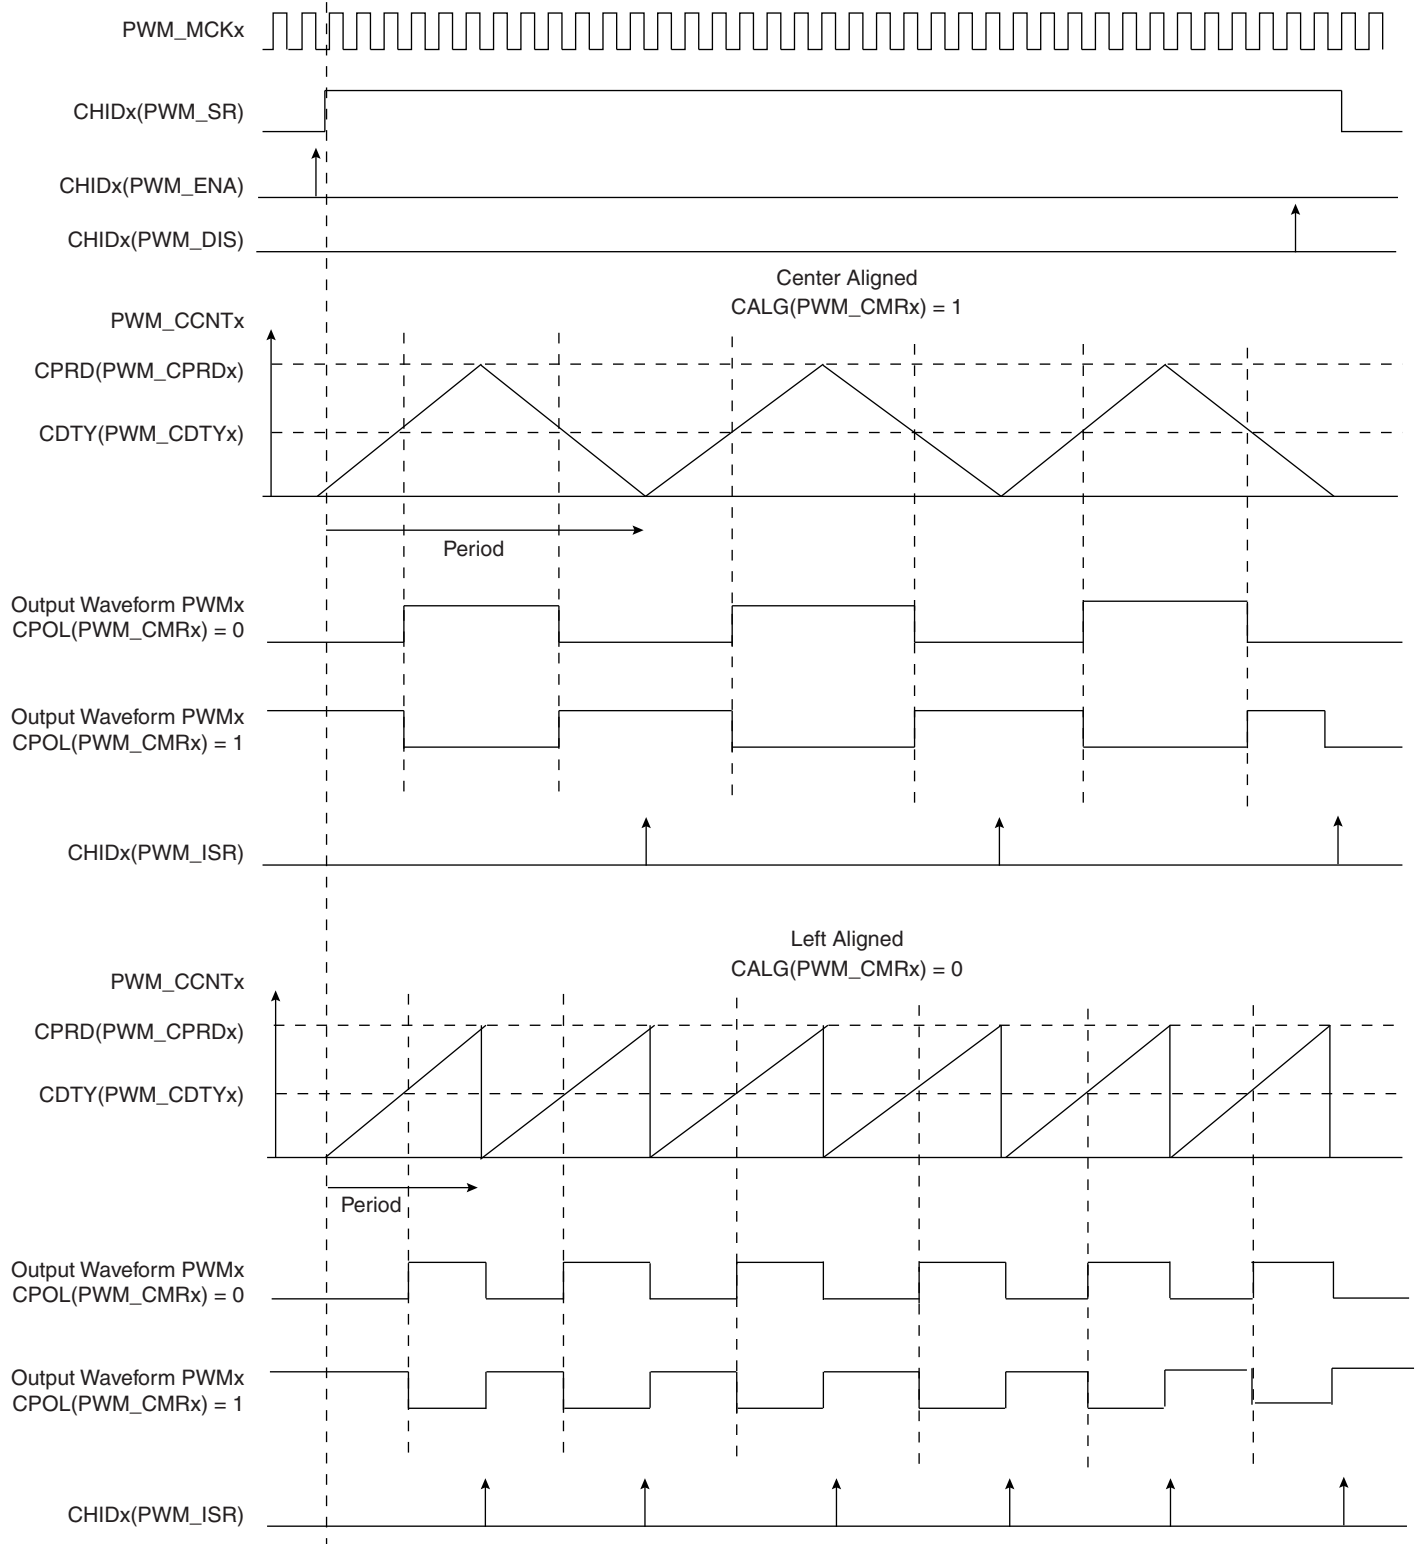 PWM_MCKx
CHIDx(PWM_SR)
CHIDx(PWM_ENA)
CHIDx(PWM_DIS)
Center Aligned
CALG(PWM_CMRx) = 1
PWM_CCNTx
CPRD(PWM_CPRDx)
CDTY(PWM_CDTYx)
Period
Output Waveform PWMx
CPOL(PWM_CMRx) = 0
Output Waveform PWMx
CPOL(PWM_CMRx) = 1
CHIDx(PWM_ISR)
Left Aligned
CALG(PWM_CMRx) = 0
PWM_CCNTx
CPRD(PWM_CPRDx)
CDTY(PWM_CDTYx)
Period
Output Waveform PWMx
CPOL(PWM_CMRx) = 0
Output Waveform PWMx
CPOL(PWM_CMRx) = 1
CHIDx(PWM_ISR)